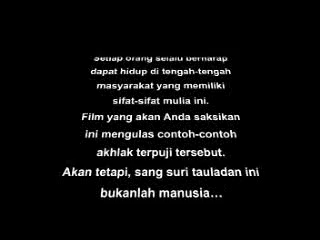 Setiap orang selalu berharap
dapat hidup di tengah-tengah
masyarakat yang memiliki
sifat-sifat mulia ini.
Film yang akan Anda saksikan
ini mengulas contoh-contoh
akhlak terpuji tersebut.
Akan tetapi, sang suri tauladan ini
bukanlah manusia...